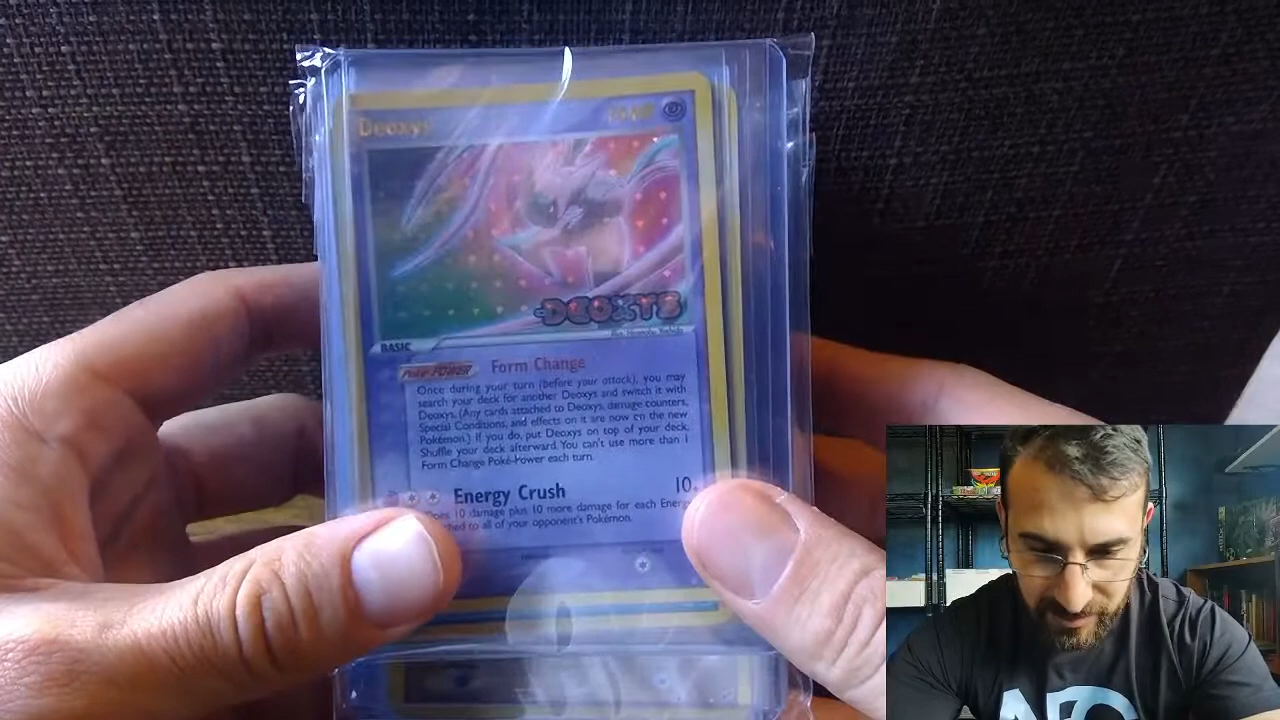 Deoxys
DEOXYS
BASIC
Poké-POWER Form Change
Once during your turn (before your attack), you may
search your deck for another Deoxys and switch it with
Deoxys. (Any cards attached to Deoxys, damage counters,
Special Conditions, and effects on it are now on the new
Pokémon.) If you do, put Deoxys on top of your deck.
Shuffle your deck afterward. You can't use more than 1
Form Change Poké-Power each turn.
Energy Crush 10
Does 10 damage plus 10 more damage for each Energy
to all of your opponent's Pokémon.